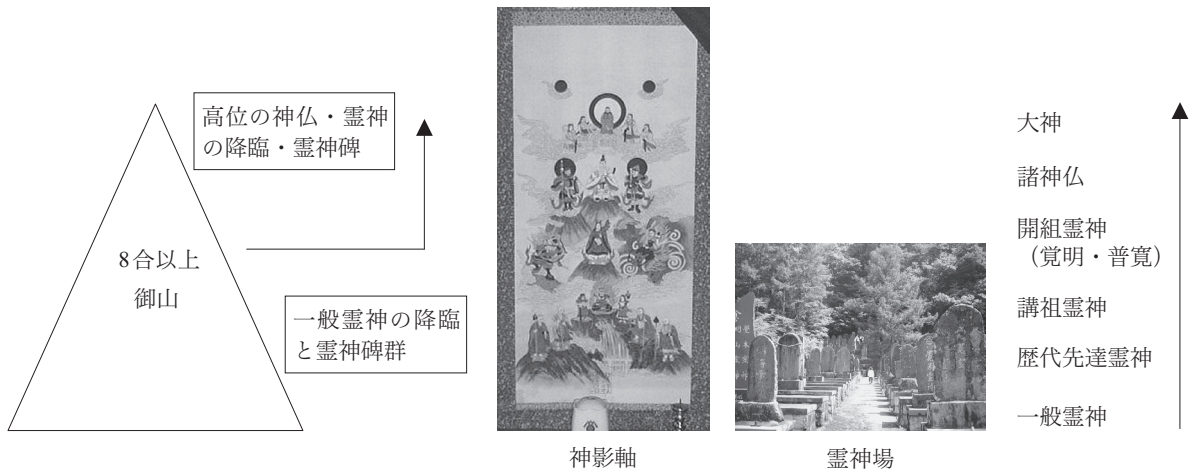 高位の神仏・霊神
の降臨・霊神碑
8合以上
御山
一般霊神の降臨
と霊神碑群
神影軸
霊神場
大神
諸神仏
開組霊神
（覚明・普寛）
講祖霊神
歴代先達霊神
一般霊神